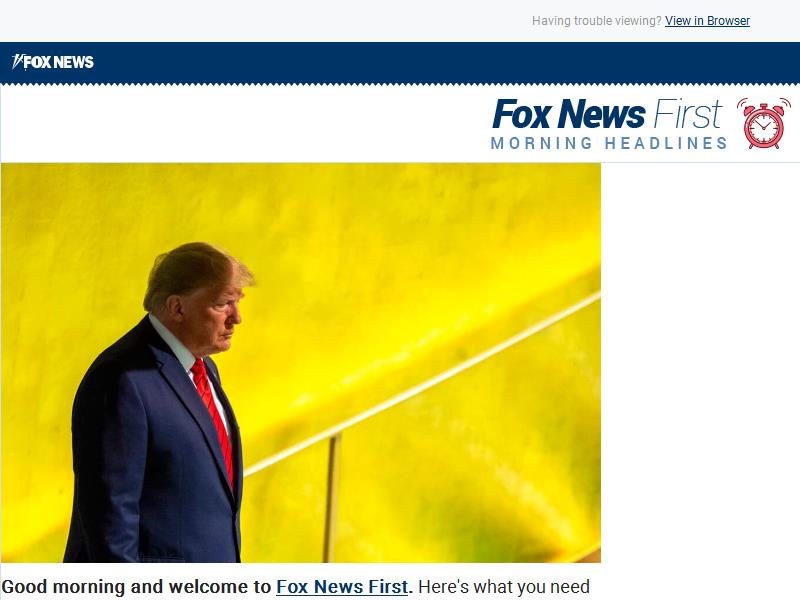 Having trouble viewing? View in Browser
FOX NEWS
Fox News First
MORNING HEADLINES
Good morning and welcome to Fox News First. Here's what you need